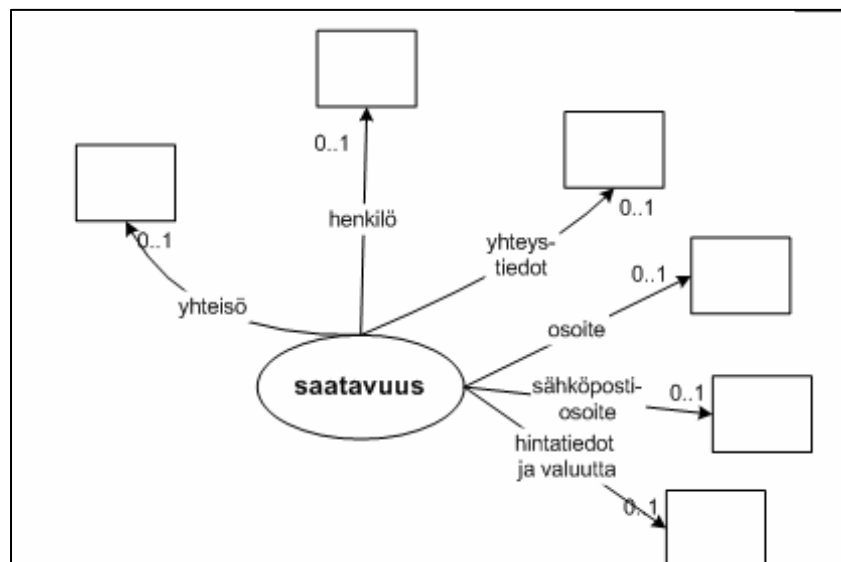 0..1
henkilö
0..1
yhteisö
0..1
yhteys-
tiedot
0..1
osoite
saatavuus
0..1
sähköposti-
osoite
0..1
hintatiedot
ja valuutta